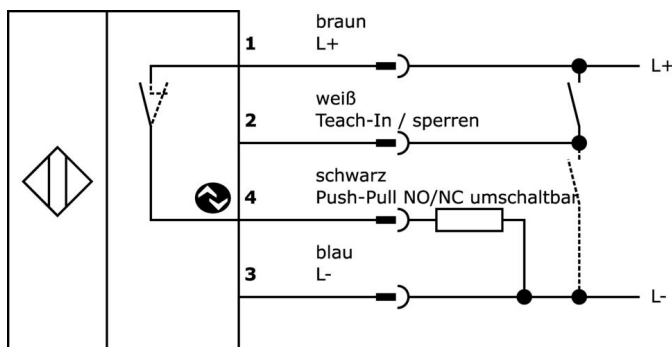 braun
1 L+
L+
weiß
2 Teach-In / sperren
schwarz
4 Push-Pull NO/NC umschaltbar
blau
3 L-
L-